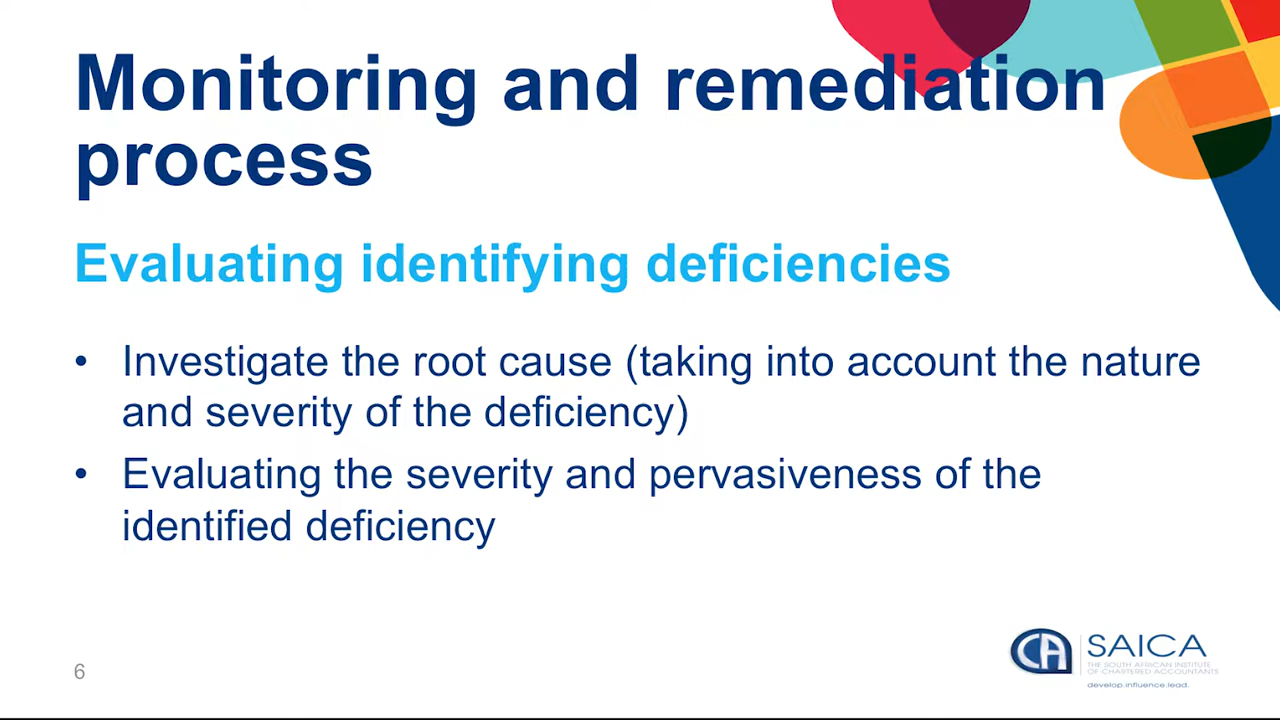 Monitoring and remediation
process
Evaluating identifying deficiencies
• Investigate the root cause (taking into account the nature
and severity of the deficiency)
• Evaluating the severity and pervasiveness of the
identified deficiency
6
CA
SAICA
THE SOUTH AFRICAN INSTITUTE
OF CHARTERED ACCOUNTANTS
develop.influence.lead.